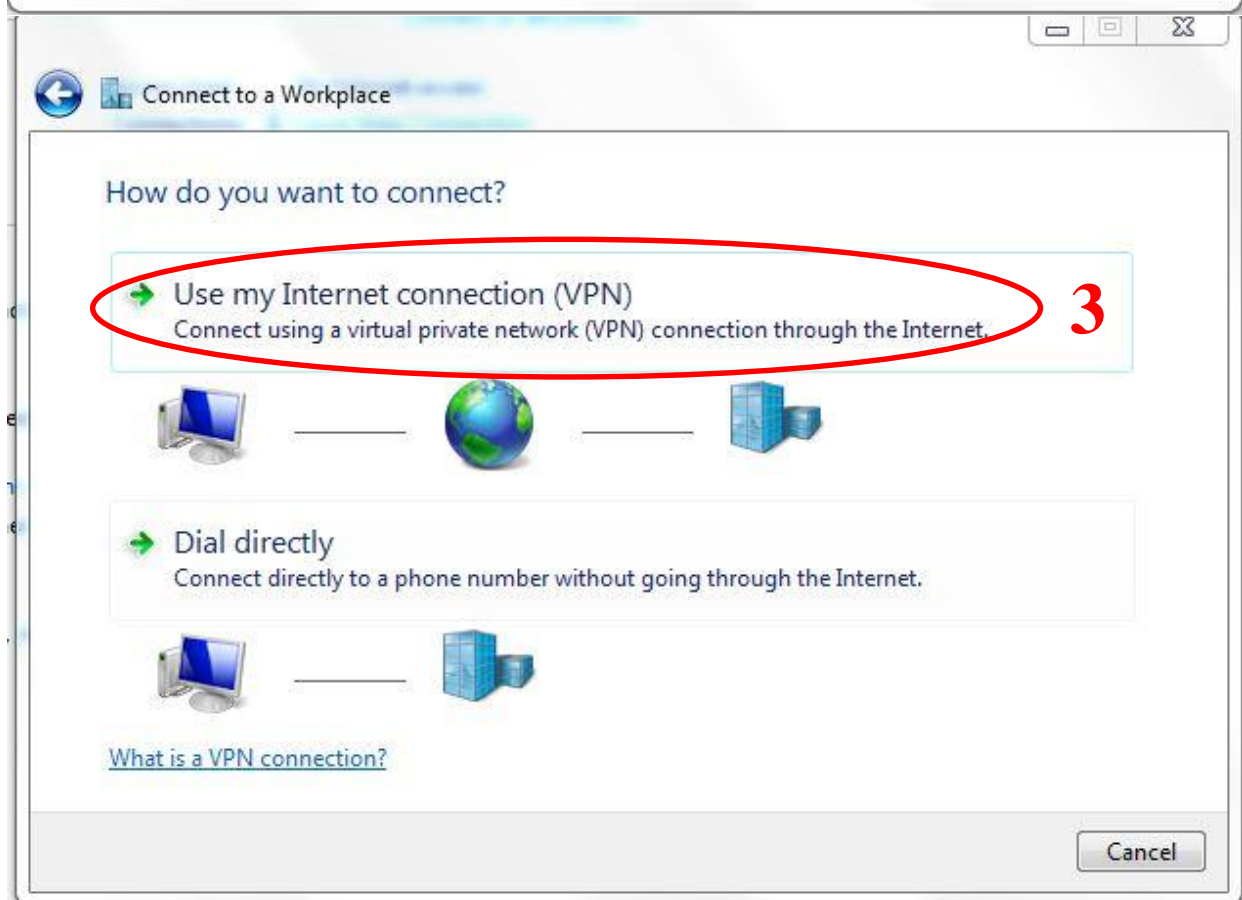 Connect to a Workplace
How do you want to connect?
Use my Internet connection (VPN)
Connect using a virtual private network (VPN) connection through the Internet.
3
Dial directly
Connect directly to a phone number without going through the Internet.
What is a VPN connection?
Cancel